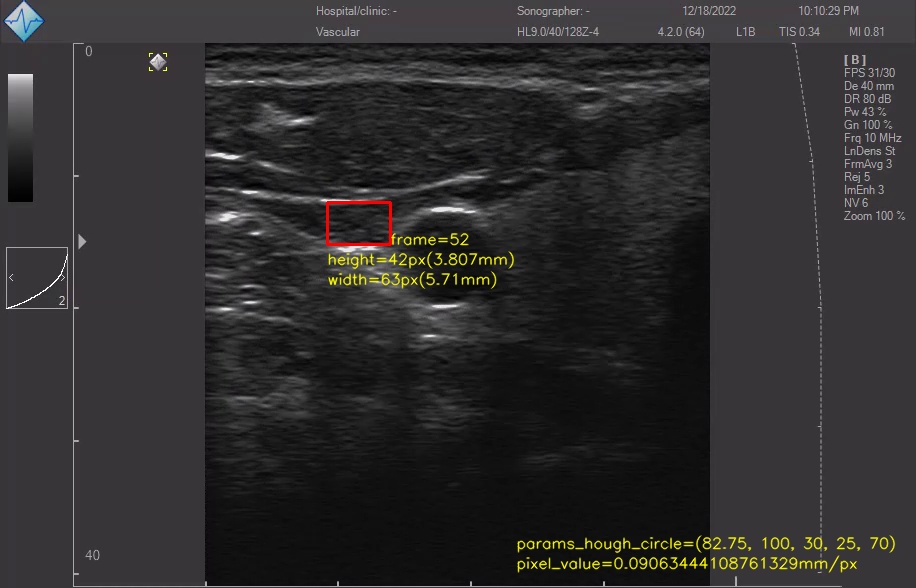 Hospital/clinic: - Sonographer: - 12/18/2022 10:10:29 PM
Vascular HL9.0/40/128Z-4 4.2.0 (64) L1B TIS 0.34 MI 0.81
0
[ B ]
FPS 31/30
De 40 mm
DR 80 dB
Pw 43 %
Gn 100 %
Frq 10 MHz
LnDens St
FrmAvg 3
Rej 5
ImEnh 3
NV 6
Zoom 100 %
frame=52
height=42px(3.807mm)
width=63px(5.71mm)
2
40
params_hough_circle=(82.75, 100, 30, 25, 70)
pixel_value=0.09063444108761329mm/px